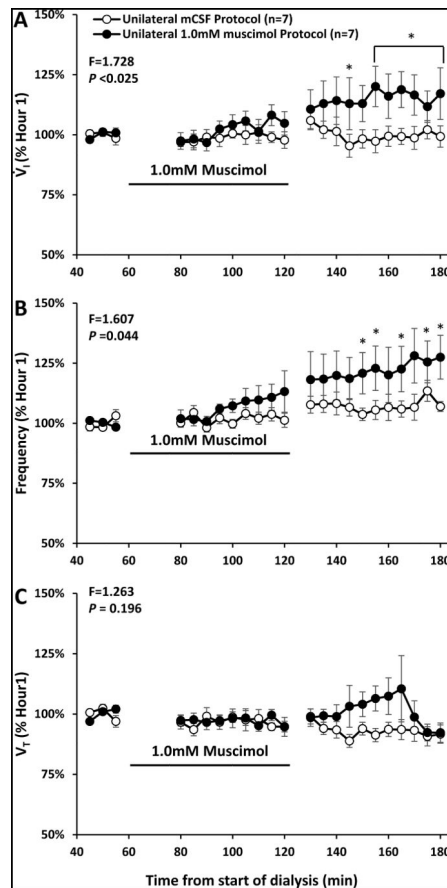 A
Unilateral mCSF Protocol (n=7)
Unilateral 1.0mM muscimol Protocol (n=7)
150%
F=1.728
P <0.025
*
*
125%
100%
75%
50%
V̇I (% Hour 1)
1.0mM Muscimol
40 60 80 100 120 140 160 180
B
150%
F=1.607
P =0.044
* * * * *
125%
100%
75%
50%
Frequency (% Hour 1)
1.0mM Muscimol
40 60 80 100 120 140 160 180
C
150%
F=1.263
P = 0.196
125%
100%
75%
50%
VT (% Hour1)
1.0mM Muscimol
40 60 80 100 120 140 160 180
Time from start of dialysis (min)